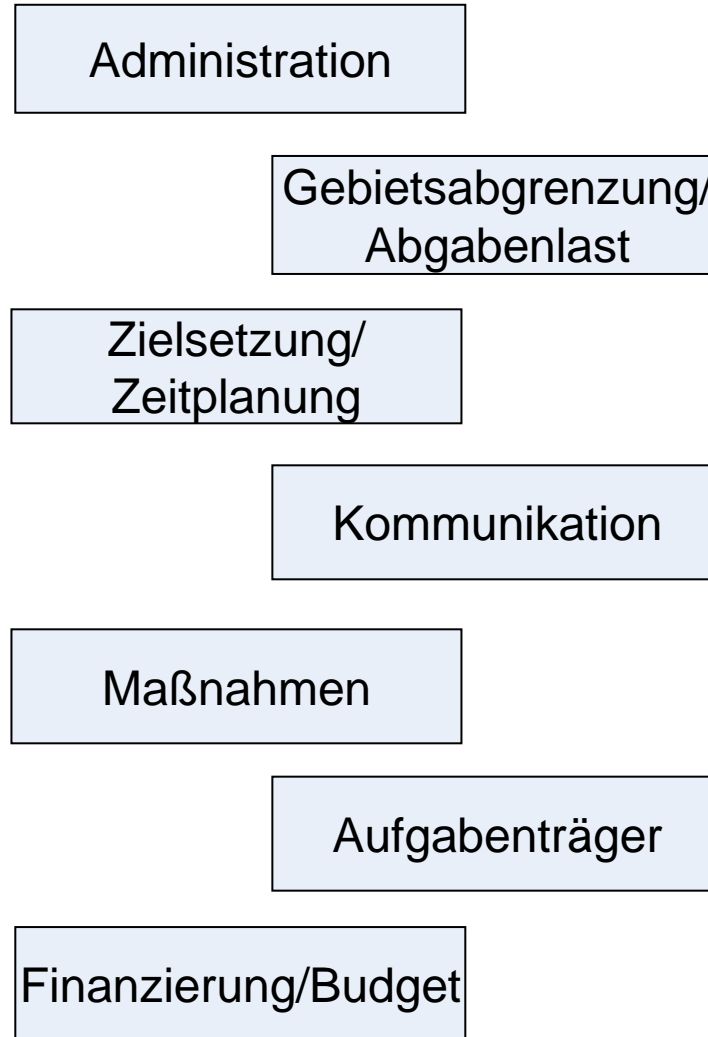 Administration
Gebietsabgrenzung/
Abgabenlast
Zielsetzung/
Zeitplanung
Kommunikation
Maßnahmen
Aufgabenträger
Finanzierung/Budget